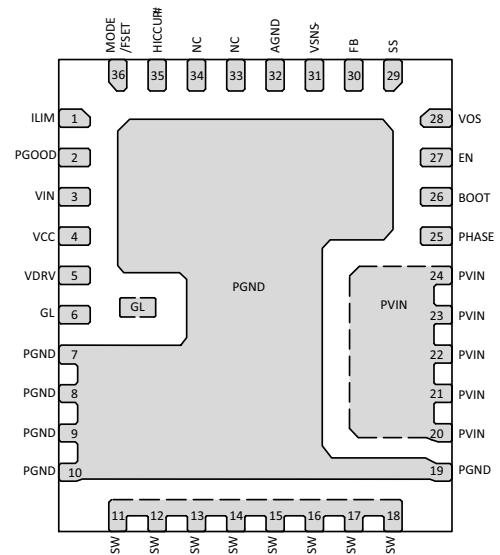 MODE
/FSET
HICCUP#
NC
NC
AGND
VSNS-
FB
SS
36
35
34
33
32
31
30
29
ILIM 1
PGOOD 2
VIN 3
VCC 4
VDRV 5
GL 6
PGND 7
PGND 8
PGND 9
PGND 10
GL
PGND
PVIN
28 VOS
27 EN
26 BOOT
25 PHASE
24 PVIN
23 PVIN
22 PVIN
21 PVIN
20 PVIN
19 PGND
11
12
13
14
15
16
17
18
SW
SW
SW
SW
SW
SW
SW
SW